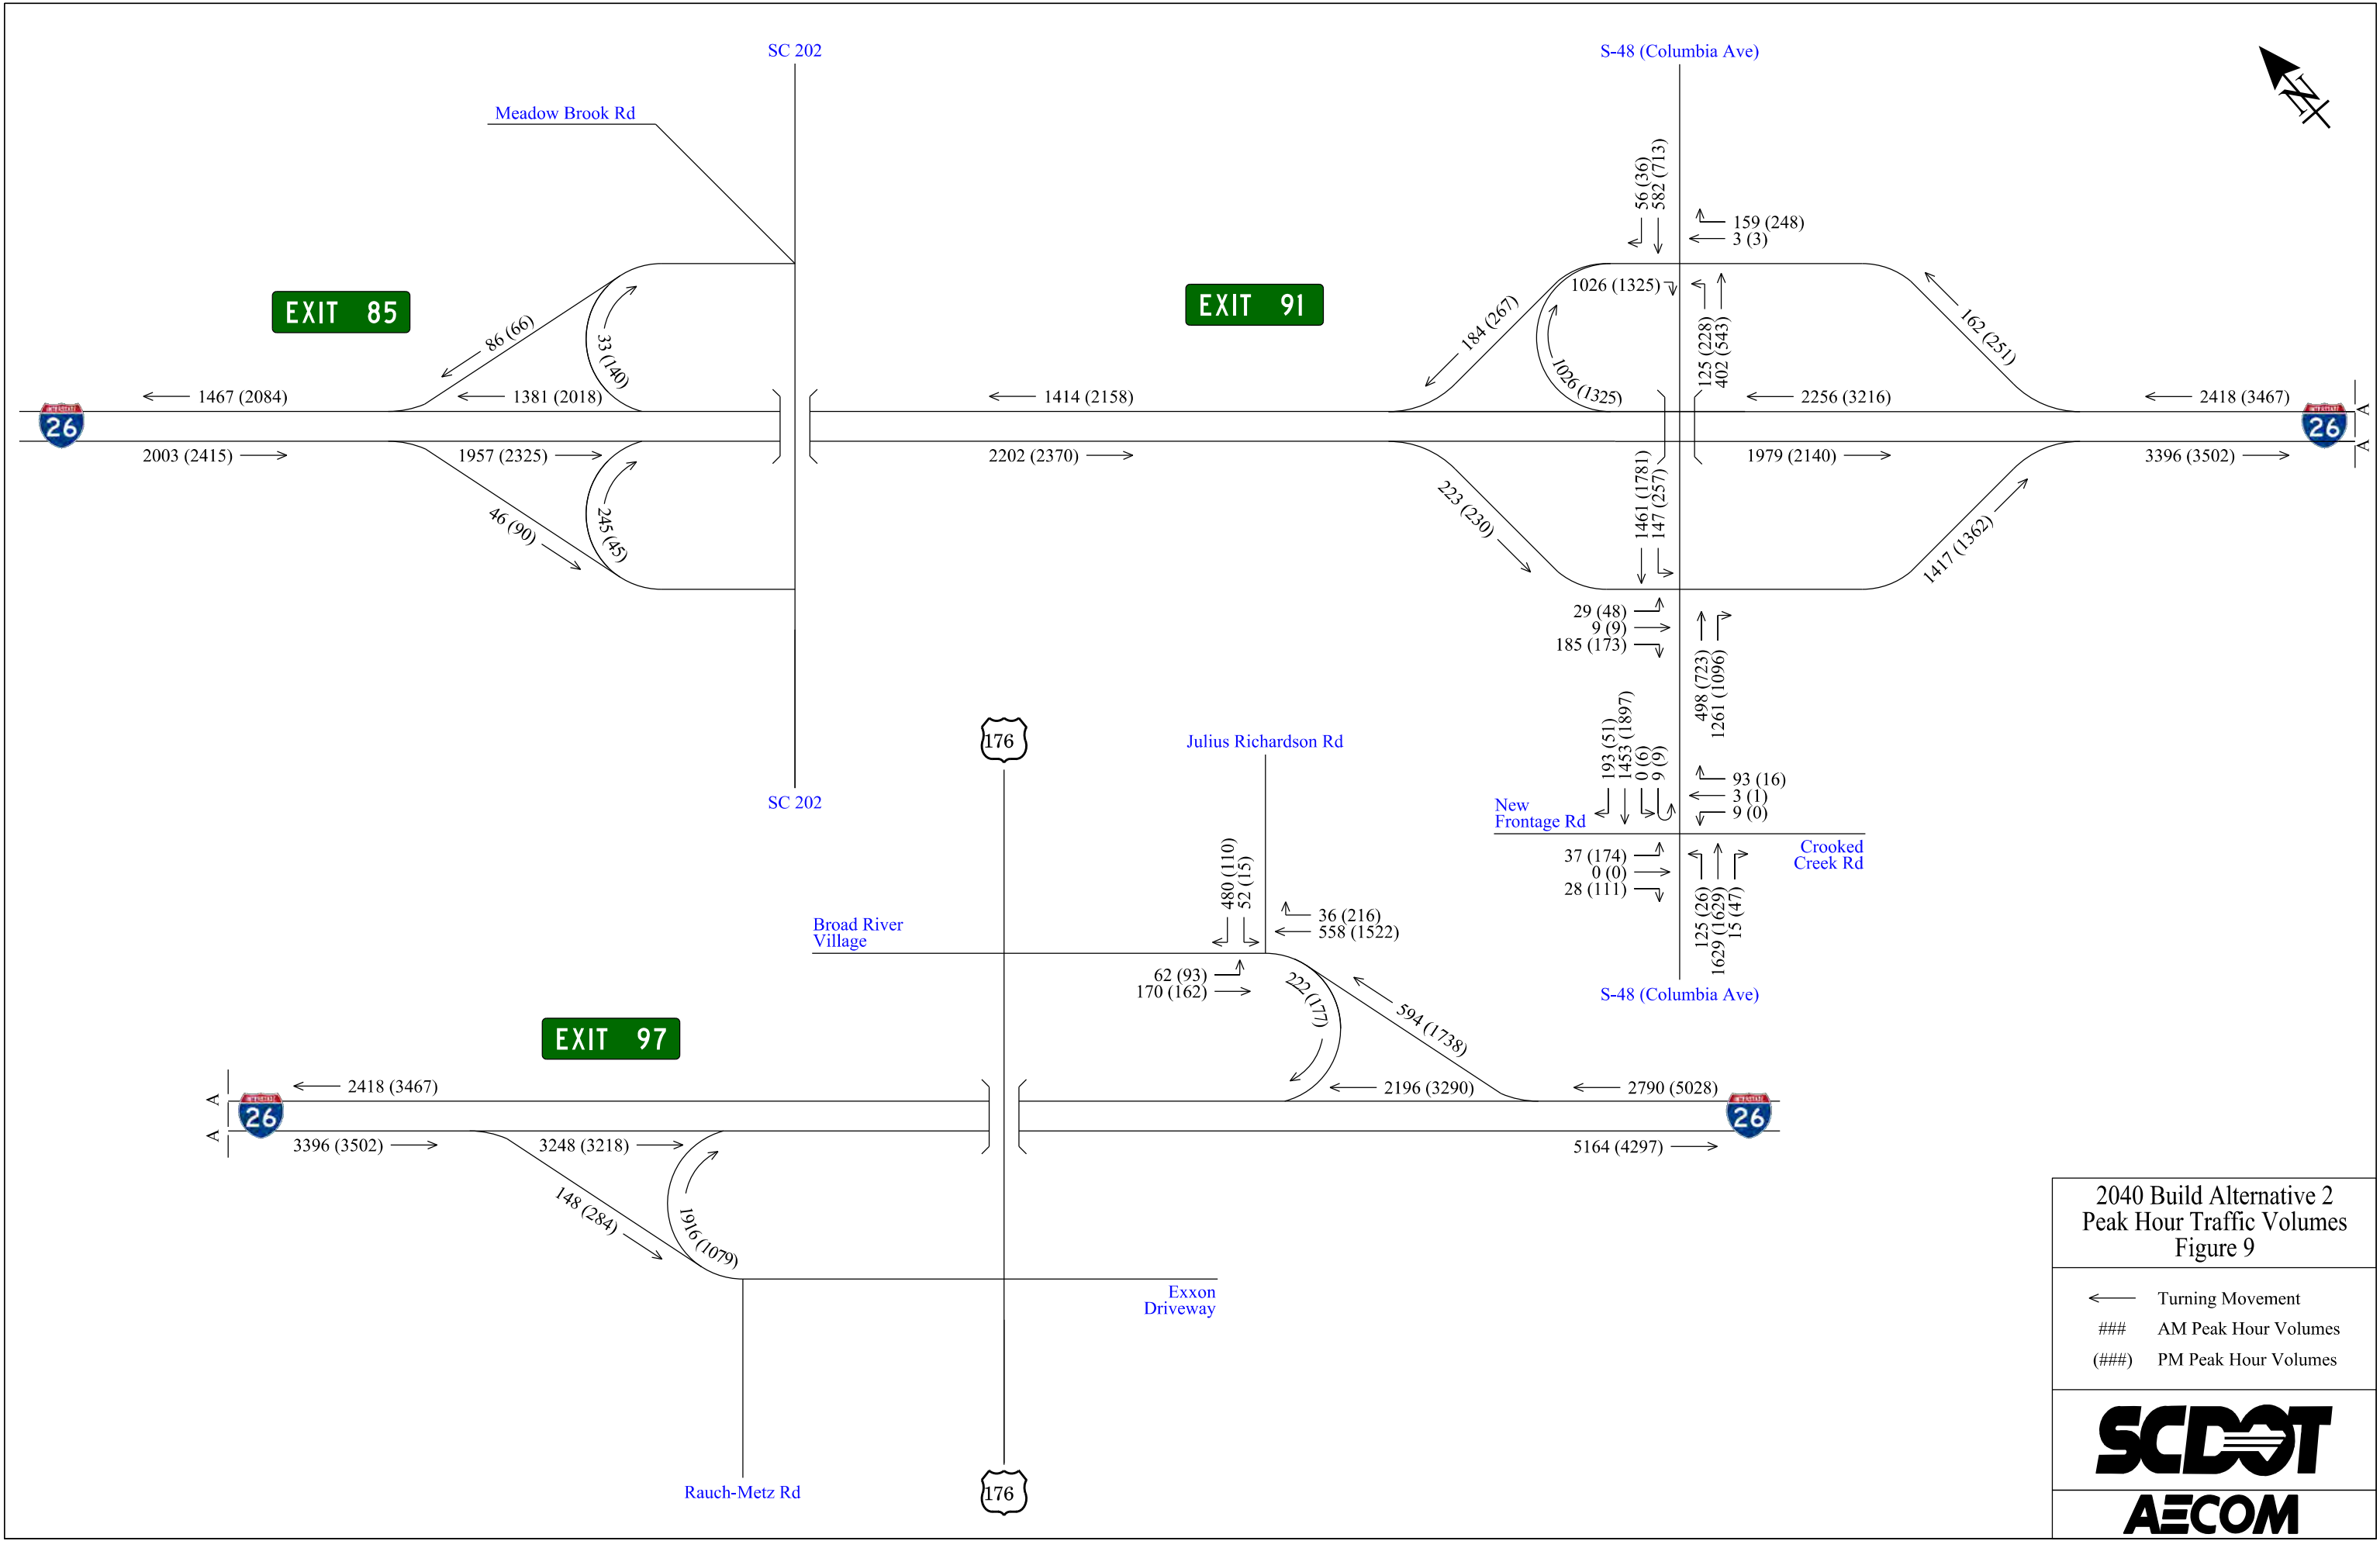 SC 202
S-48 (Columbia Ave)
Meadow Brook Rd
N
56 (36)
582 (713)
159 (248)
3 (3)
EXIT 85
EXIT 91
1026 (1325)
125 (228)
402 (543)
86 (66)
33 (140)
184 (267)
1026 (1325)
162 (251)
1467 (2084)
1381 (2018)
1414 (2158)
2256 (3216)
2418 (3467)
A
INTERSTATE
26
INTERSTATE
26
A
2003 (2415)
1957 (2325)
2202 (2370)
1979 (2140)
3396 (3502)
46 (90)
245 (45)
223 (230)
1461 (1781)
147 (257)
1417 (1362)
29 (48)
9 (9)
185 (173)
498 (723)
1261 (1096)
176
Julius Richardson Rd
193 (51)
1453 (1897)
0 (6)
9 (9)
93 (16)
3 (1)
9 (0)
SC 202
New
Frontage Rd
Crooked
Creek Rd
37 (174)
0 (0)
28 (111)
125 (26)
1629 (1629)
15 (47)
480 (110)
52 (15)
36 (216)
558 (1522)
Broad River
Village
62 (93)
170 (162)
222 (177)
594 (1738)
S-48 (Columbia Ave)
EXIT 97
2418 (3467)
2196 (3290)
2790 (5028)
A
INTERSTATE
26
INTERSTATE
26
A
3396 (3502)
3248 (3218)
5164 (4297)
148 (284)
1916 (1079)
Exxon
Driveway
Rauch-Metz Rd
176
2040 Build Alternative 2
Peak Hour Traffic Volumes
Figure 9
Turning Movement
### AM Peak Hour Volumes
(###) PM Peak Hour Volumes
SCDOT
AECOM